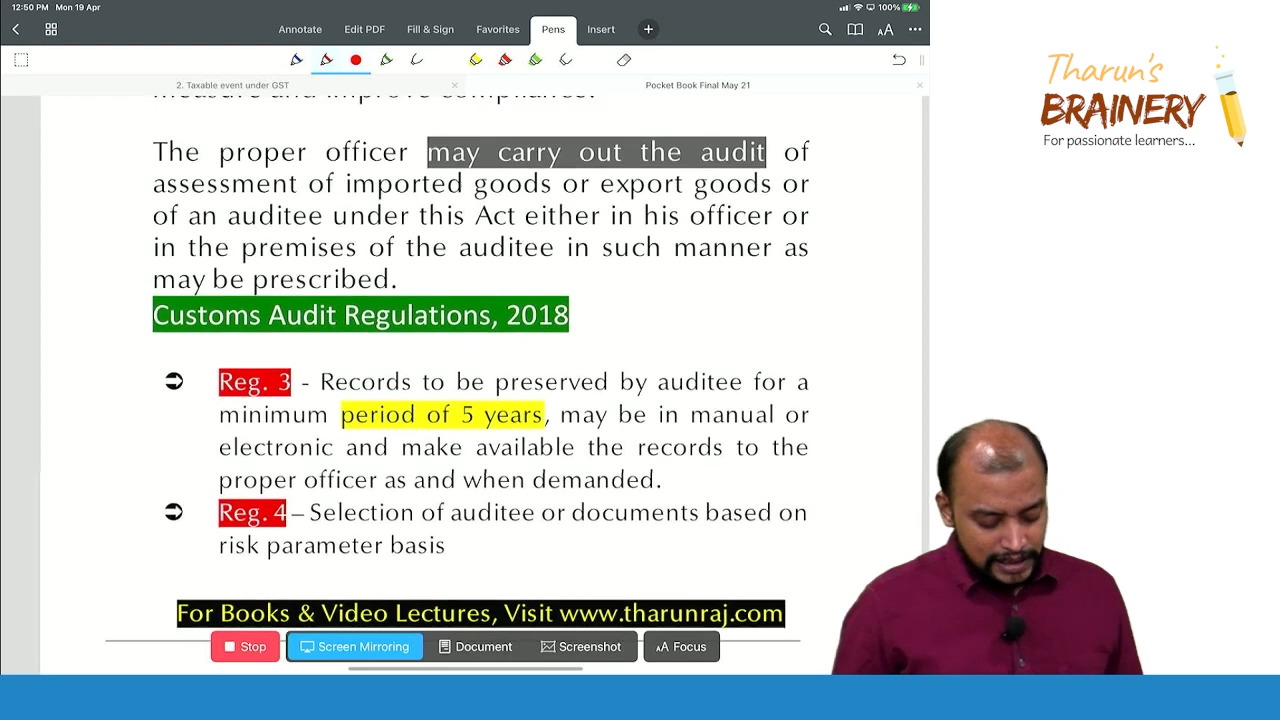 12:50 PM Mon 19 Apr
100%
Annotate Edit PDF Fill & Sign Favorites Pens Insert
AA
2. Taxable event under GST
Pocket Book Final May 21
measure and improve compliance.
The proper officer may carry out the audit of
assessment of imported goods or export goods or
of an auditee under this Act either in his officer or
in the premises of the auditee in such manner as
may be prescribed.
Customs Audit Regulations, 2018
Reg. 3 - Records to be preserved by auditee for a
minimum period of 5 years, may be in manual or
electronic and make available the records to the
proper officer as and when demanded.
Reg. 4 – Selection of auditee or documents based on
risk parameter basis
For Books & Video Lectures, Visit www.tharunraj.com
Stop Screen Mirroring Document Screenshot AA Focus
Tharun's
BRAINERY
For passionate learners...